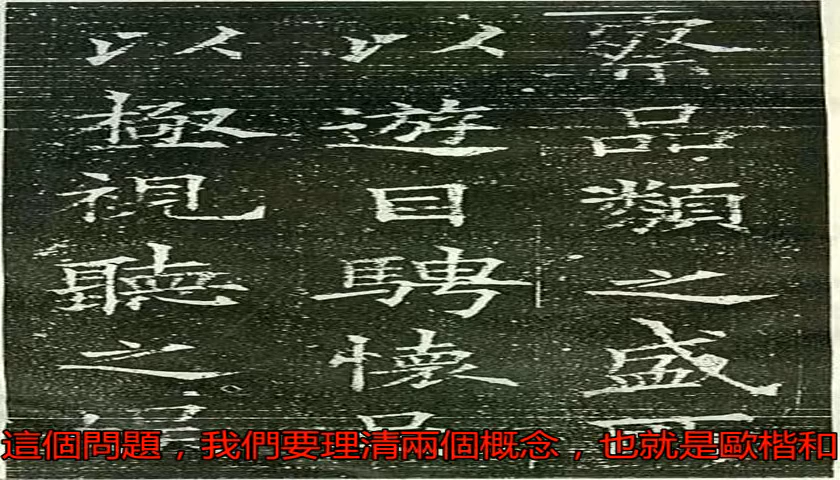 察品類之盛
以遊目騁懷
以極視聽之
這個問題，我們要理清兩個概念，也就是歐楷和